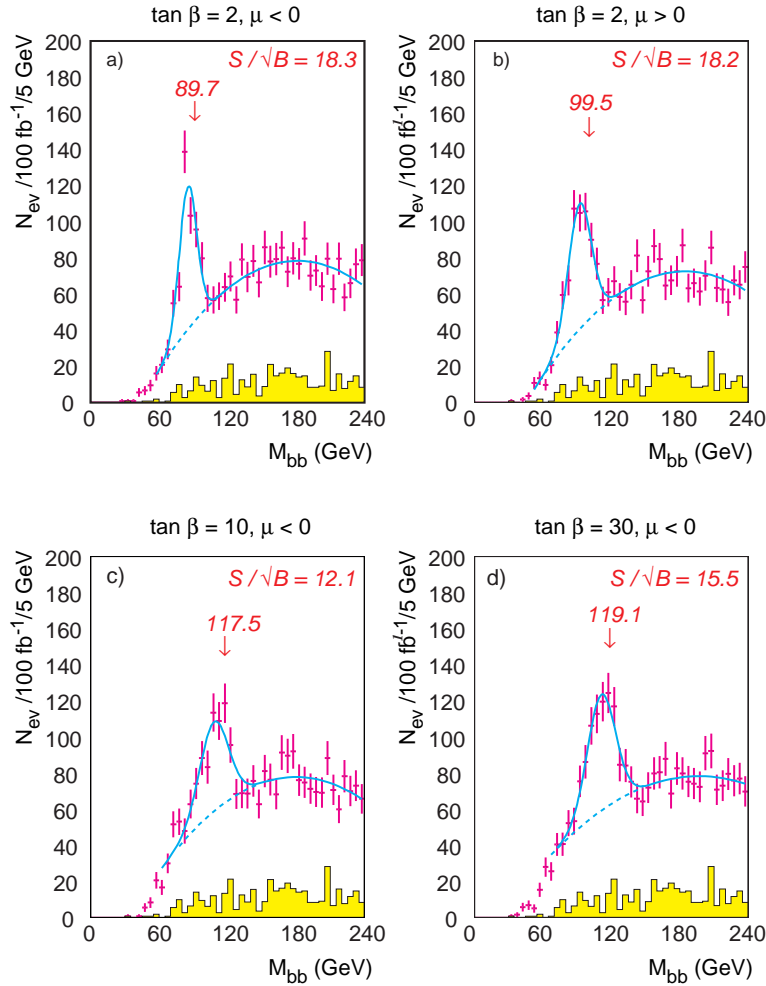 tan β = 2, μ < 0
a)
S / √B = 18.3
89.7
N_ev /100 fb⁻¹/5 GeV
200
180
160
140
120
100
80
60
40
20
0
0 60 120 180 240
M_bb (GeV)
tan β = 2, μ > 0
b)
S / √B = 18.2
99.5
N_ev /100 fb⁻¹/5 GeV
200
180
160
140
120
100
80
60
40
20
0
0 60 120 180 240
M_bb (GeV)
tan β = 10, μ < 0
c)
S / √B = 12.1
117.5
N_ev /100 fb⁻¹/5 GeV
200
180
160
140
120
100
80
60
40
20
0
0 60 120 180 240
M_bb (GeV)
tan β = 30, μ < 0
d)
S / √B = 15.5
119.1
N_ev /100 fb⁻¹/5 GeV
200
180
160
140
120
100
80
60
40
20
0
0 60 120 180 240
M_bb (GeV)